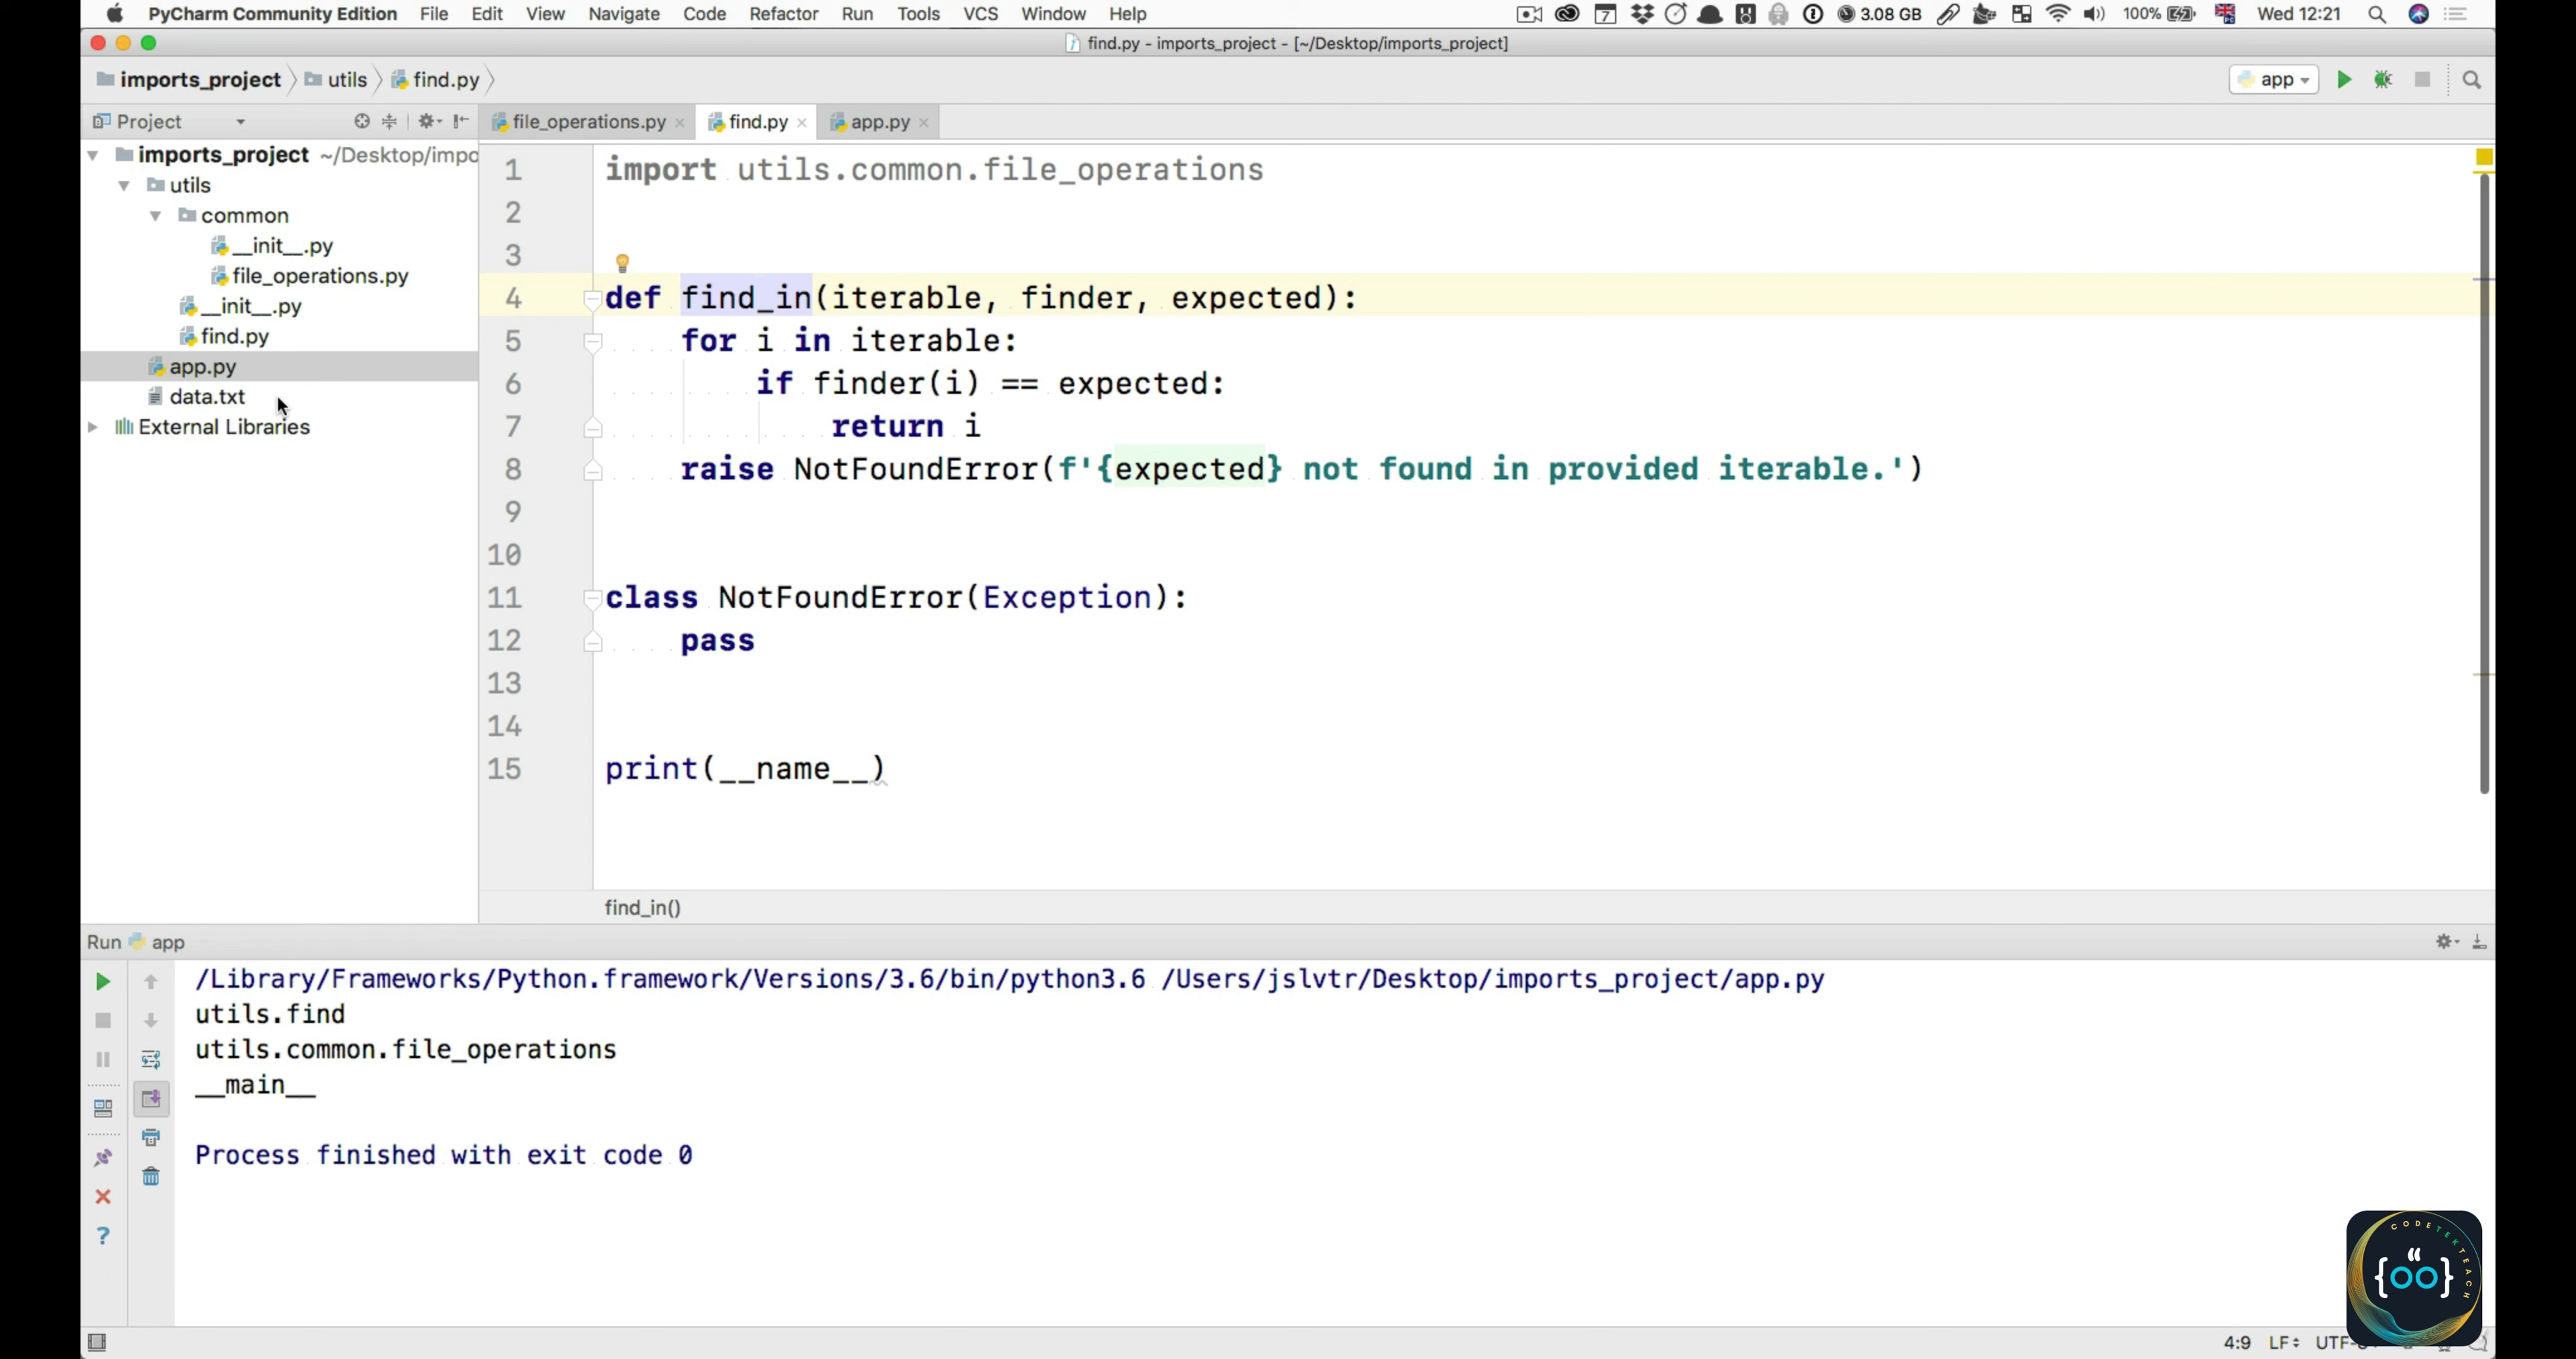 PyCharm Community Edition File Edit View Navigate Code Refactor Run Tools VCS Window Help 7 3.08 GB 100% Wed 12:21
find.py - imports_project - [~/Desktop/imports_project]
imports_project utils find.py app
Project
file_operations.py find.py app.py
imports_project ~/Desktop/impo
utils
common
__init__.py
file_operations.py
__init__.py
find.py
app.py
data.txt
External Libraries
1 import utils.common.file_operations
2
3
4 def find_in(iterable, finder, expected):
5 for i in iterable:
6 if finder(i) == expected:
7 return i
8 raise NotFoundError(f'{expected} not found in provided iterable.')
9
10
11 class NotFoundError(Exception):
12 pass
13
14
15 print(__name__)
find_in()
Run app
/Library/Frameworks/Python.framework/Versions/3.6/bin/python3.6 /Users/jslvtr/Desktop/imports_project/app.py
utils.find
utils.common.file_operations
__main__
Process finished with exit code 0
CODETEKTEACH
4:9 LF UTF-